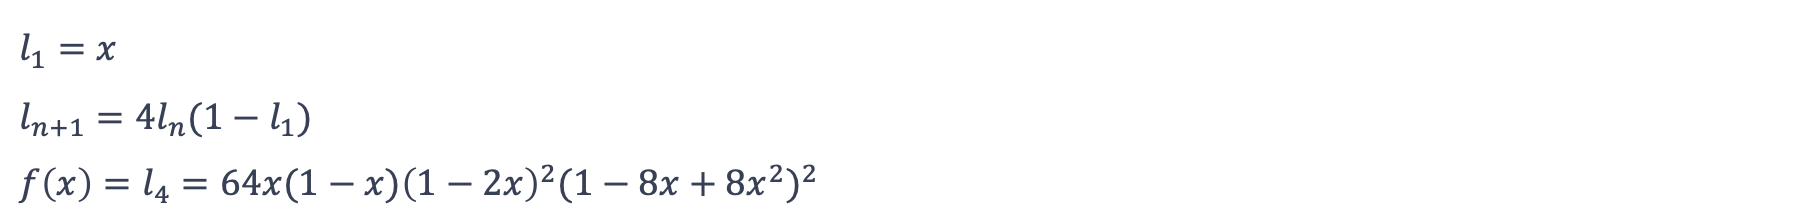 l₁ = x
lₙ₊₁ = 4lₙ(1 − l₁)
f(x) = l₄ = 64x(1 − x)(1 − 2x)²(1 − 8x + 8x²)²